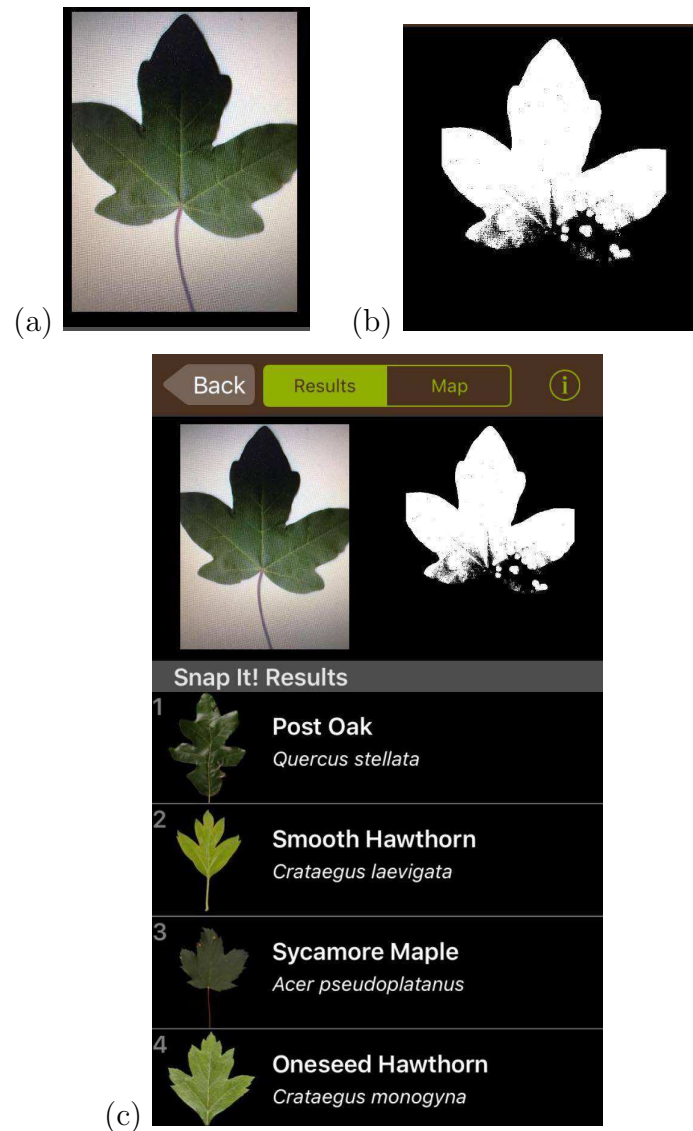 (a)
(b)
Back Results Map i
Snap It! Results
1
Post Oak
Quercus stellata
2
Smooth Hawthorn
Crataegus laevigata
3
Sycamore Maple
Acer pseudoplatanus
4
Oneseed Hawthorn
Crataegus monogyna
(c)